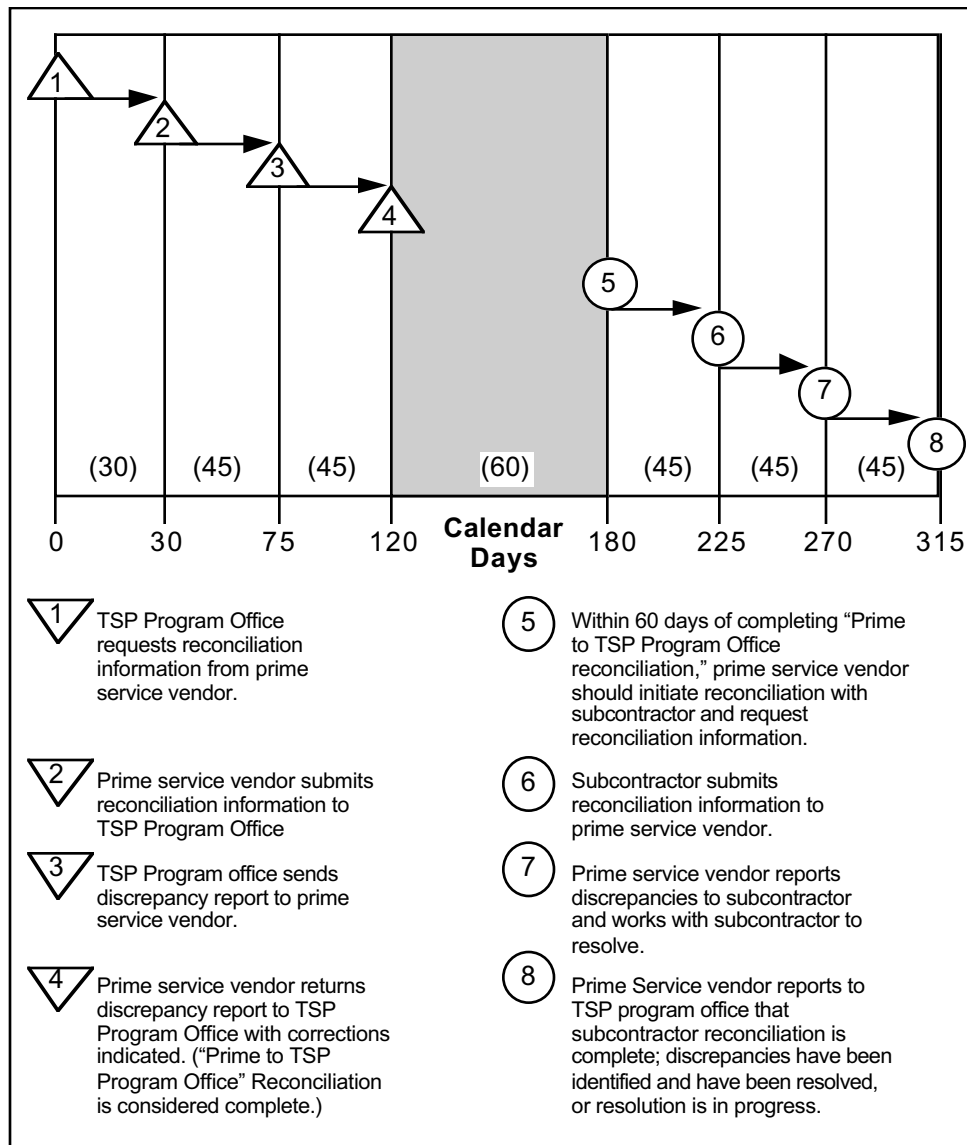 1
2
3
4
5
6
7
8
(30) (45) (45) (60) (45) (45) (45)
0 30 75 120 Calendar Days 180 225 270 315
1
TSP Program Office
requests reconciliation
information from prime
service vendor.
2
Prime service vendor submits
reconciliation information to
TSP Program Office
3
TSP Program office sends
discrepancy report to prime
service vendor.
4
Prime service vendor returns
discrepancy report to TSP
Program Office with corrections
indicated. (“Prime to TSP
Program Office” Reconciliation
is considered complete.)
5
Within 60 days of completing “Prime
to TSP Program Office
reconciliation,” prime service vendor
should initiate reconciliation with
subcontractor and request
reconciliation information.
6
Subcontractor submits
reconciliation information to
prime service vendor.
7
Prime service vendor reports
discrepancies to subcontractor
and works with subcontractor to
resolve.
8
Prime Service vendor reports to
TSP program office that
subcontractor reconciliation is
complete; discrepancies have been
identified and have been resolved,
or resolution is in progress.